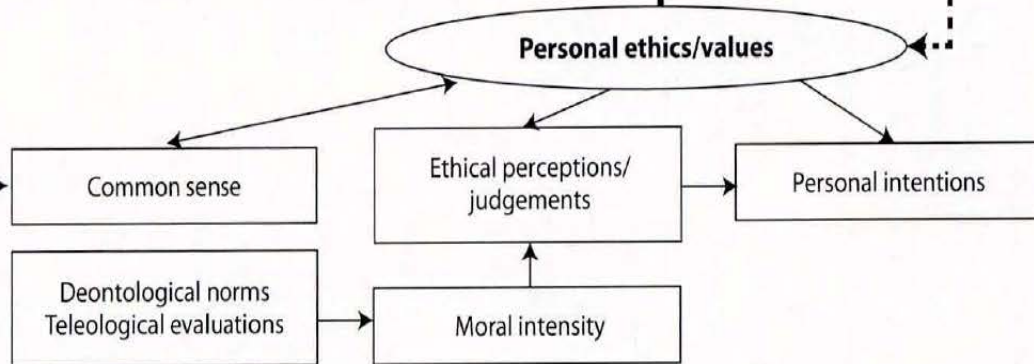 Personal ethics/values
Common sense
Ethical perceptions/
judgements
Personal intentions
Deontological norms
Teleological evaluations
Moral intensity